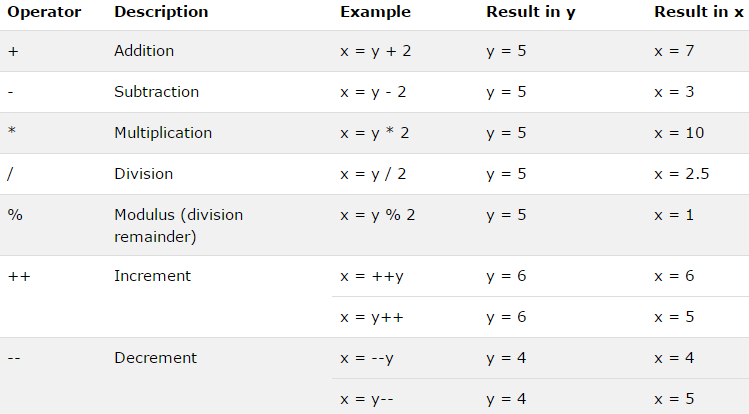 Operator Description Example Result in y Result in x
+ Addition x = y + 2 y = 5 x = 7
- Subtraction x = y - 2 y = 5 x = 3
* Multiplication x = y * 2 y = 5 x = 10
/ Division x = y / 2 y = 5 x = 2.5
% Modulus (division x = y % 2 y = 5 x = 1
remainder)
++ Increment x = ++y y = 6 x = 6
x = y++ y = 6 x = 5
-- Decrement x = --y y = 4 x = 4
x = y-- y = 4 x = 5